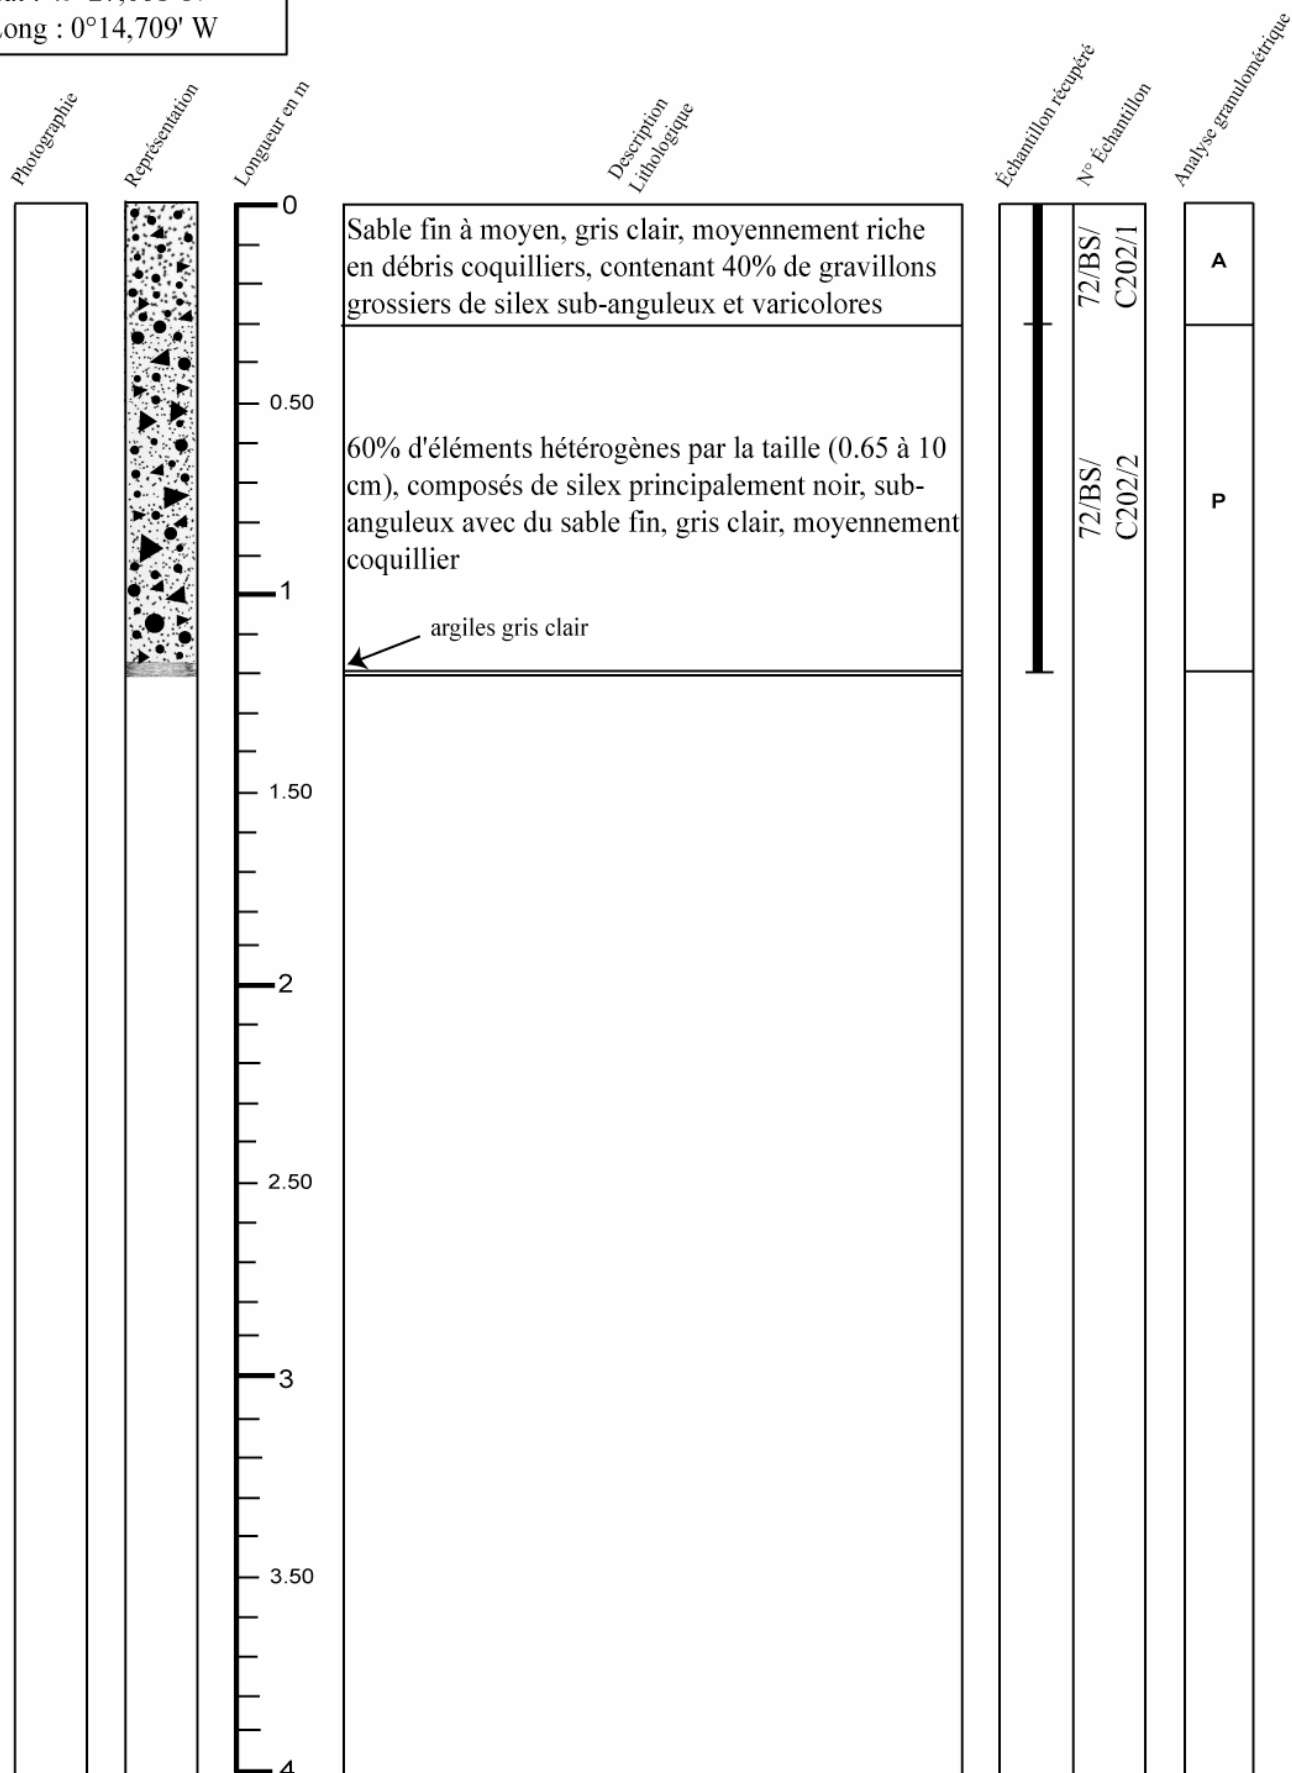 Long : 0°14,709' W
Photographie
Représentation
Longueur en m
Description
Lithologique
Échantillon récupéré
N° Échantillon
Analyse granulométrique
0
Sable fin à moyen, gris clair, moyennement riche
en débris coquilliers, contenant 40% de gravillons
grossiers de silex sub-anguleux et varicolores
72/BS/
C202/1
A
0.50
60% d'éléments hétérogènes par la taille (0.65 à 10
cm), composés de silex principalement noir, sub-
anguleux avec du sable fin, gris clair, moyennement
coquillier
72/BS/
C202/2
P
1
argiles gris clair
1.50
2
2.50
3
3.50
4